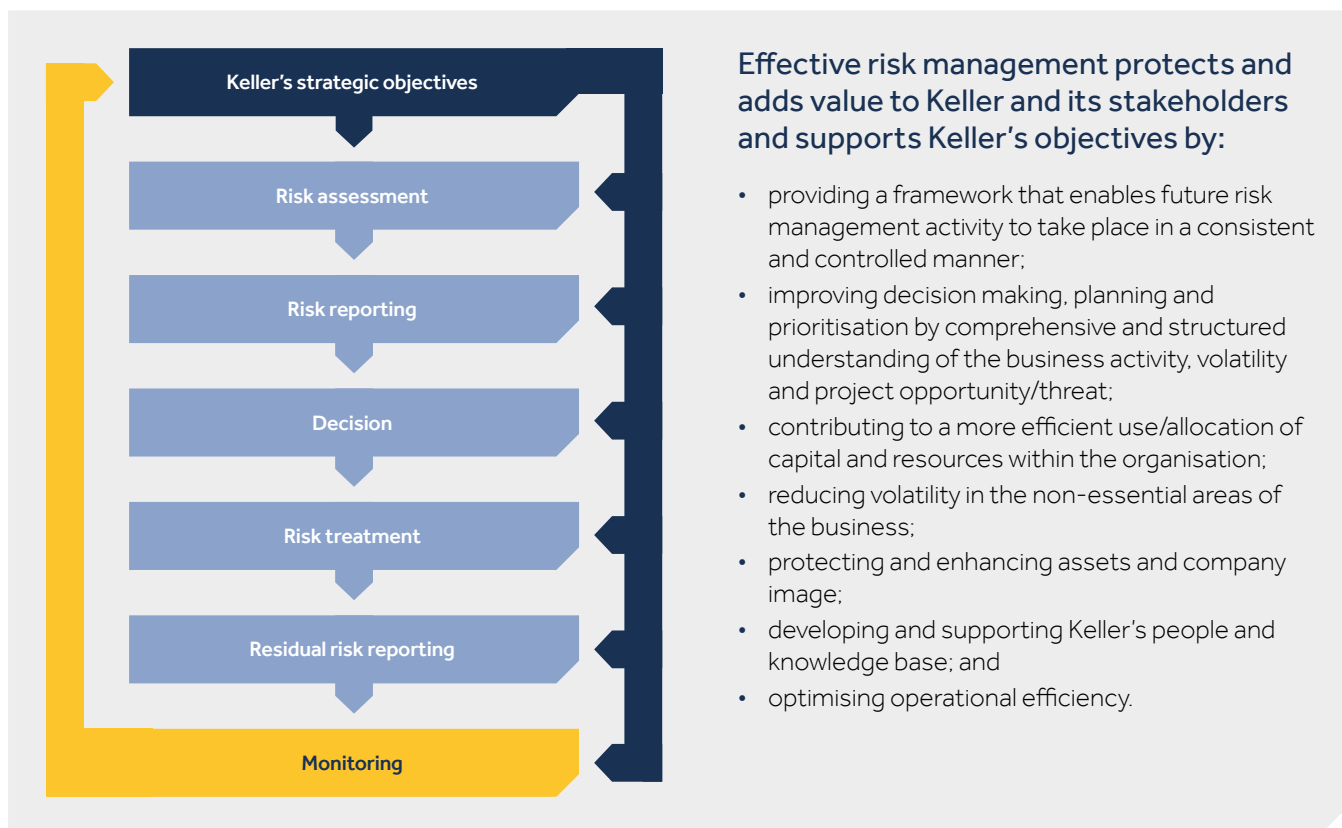 Keller's strategic objectives
Risk assessment
Risk reporting
Decision
Risk treatment
Residual risk reporting
Monitoring
Effective risk management protects and
adds value to Keller and its stakeholders
and supports Keller's objectives by:
• providing a framework that enables future risk
management activity to take place in a consistent
and controlled manner;
• improving decision making, planning and
prioritisation by comprehensive and structured
understanding of the business activity, volatility
and project opportunity/threat;
• contributing to a more efficient use/allocation of
capital and resources within the organisation;
• reducing volatility in the non-essential areas of
the business;
• protecting and enhancing assets and company
image;
• developing and supporting Keller's people and
knowledge base; and
• optimising operational efficiency.